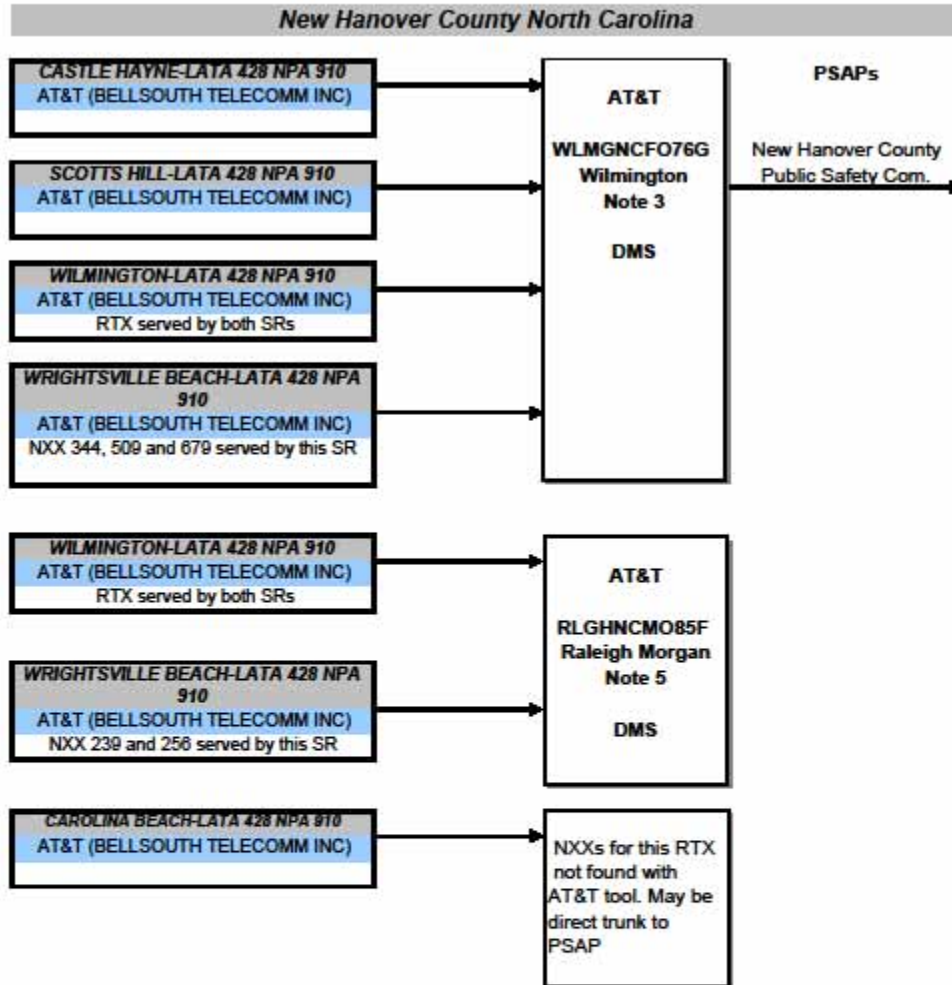 New Hanover County North Carolina
CASTLE HAYNE-LATA 428 NPA 910
AT&T (BELLSOUTH TELECOMM INC)
SCOTTS HILL-LATA 428 NPA 910
AT&T (BELLSOUTH TELECOMM INC)
WILMINGTON-LATA 428 NPA 910
AT&T (BELLSOUTH TELECOMM INC)
RTX served by both SRs
WRIGHTSVILLE BEACH-LATA 428 NPA
910
AT&T (BELLSOUTH TELECOMM INC)
NXX 344, 509 and 679 served by this SR
AT&T
WLMGNCFO76G
Wilmington
Note 3
DMS
PSAPs
New Hanover County
Public Safety Com.
WILMINGTON-LATA 428 NPA 910
AT&T (BELLSOUTH TELECOMM INC)
RTX served by both SRs
WRIGHTSVILLE BEACH-LATA 428 NPA
910
AT&T (BELLSOUTH TELECOMM INC)
NXX 239 and 256 served by this SR
AT&T
RLGHNCMO85F
Raleigh Morgan
Note 5
DMS
CAROLINA BEACH-LATA 428 NPA 910
AT&T (BELLSOUTH TELECOMM INC)
NXXs for this RTX
not found with
AT&T tool. May be
direct trunk to
PSAP